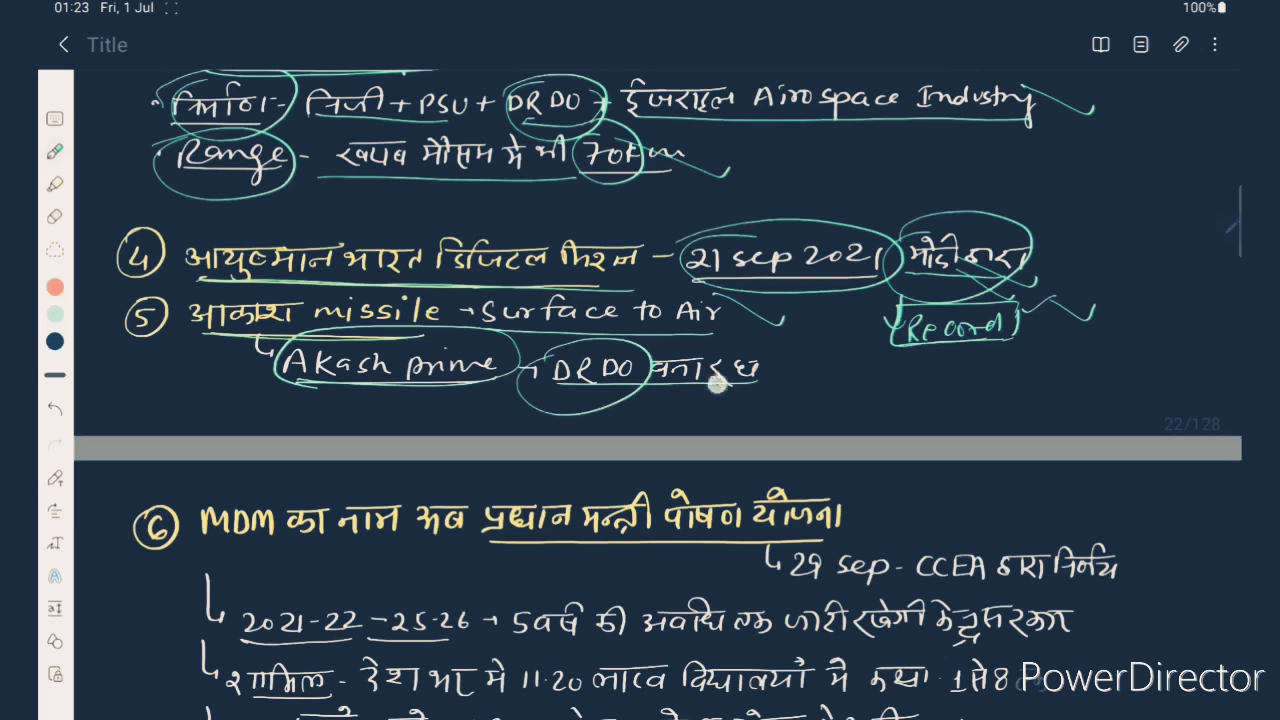 01:23 Fri, 1 Jul 100%
Title
निर्माण - निजी + PSU + DRDO + ईजराइल Airospace Industry
Range - खराब मौसम मे भी 70km
④ आयुष्मान भारत डिजिटल मिशन - 21 sep 2021 मोदी द्वारा
⑤ आकाश missile → Surface to Air Record
Akash prime → DRDO
22/128
⑥ MDM का नाम अब प्रधान मन्त्री पोषण योजना
29 sep - CCEA द्वारा निर्णय
2021-22 - 25-26 → 5 वर्ष की अवधि तक जारी रखेगी केन्द्र सरकार
शामिल - देश भर मे 11.20 लाख विद्यालयों मे कक्षा 1 से 8
PowerDirector